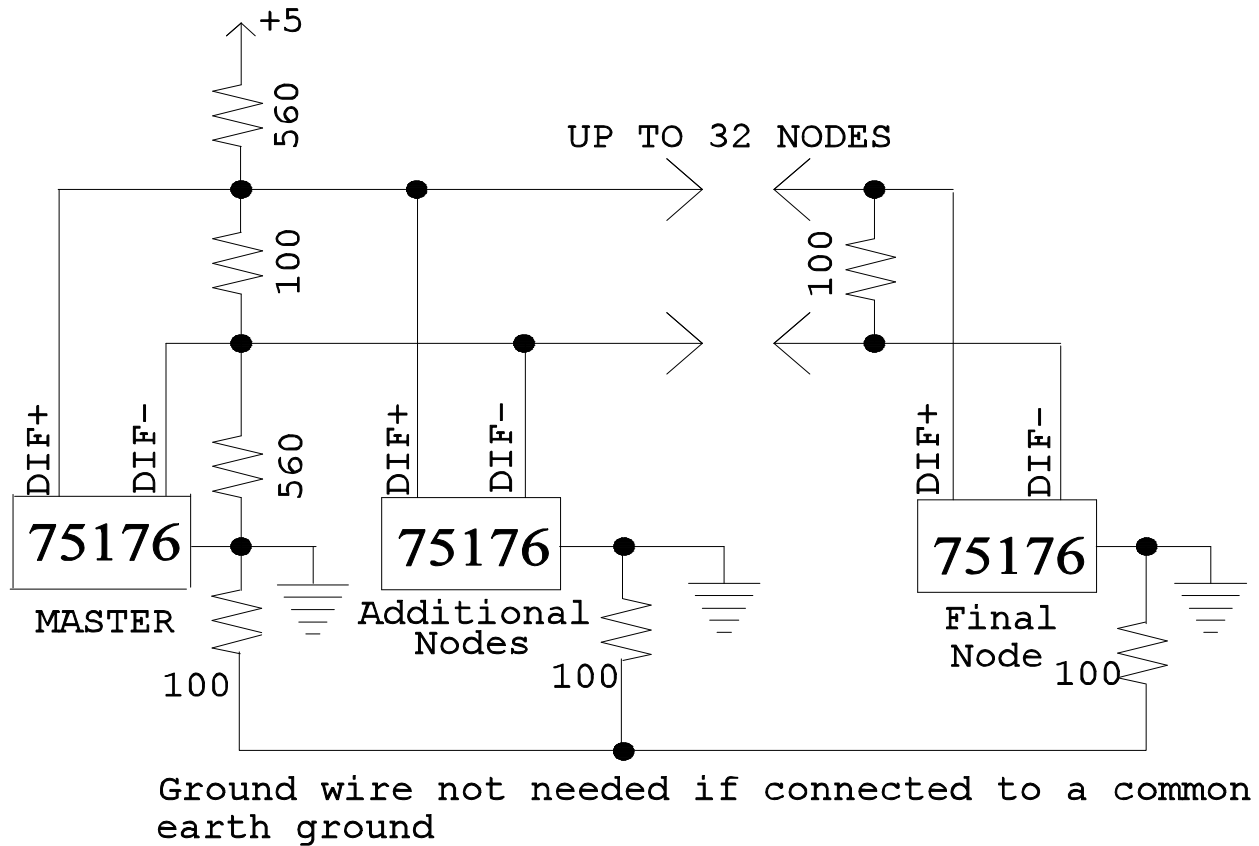 +5
560
UP TO 32 NODES
100
100
DIF+
DIF-
560
DIF+
DIF-
DIF+
DIF-
75176
75176
75176
MASTER
Additional
Nodes
Final
Node
100
100
100
Ground wire not needed if connected to a common
earth ground